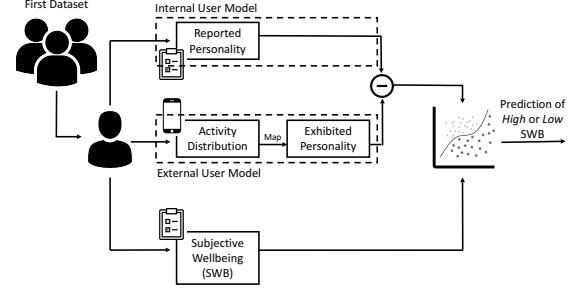 First Dataset
Internal User Model
Reported
Personality
Activity
Distribution
Map
Exhibited
Personality
External User Model
Subjective
Wellbeing
(SWB)
Prediction of
High or Low
SWB